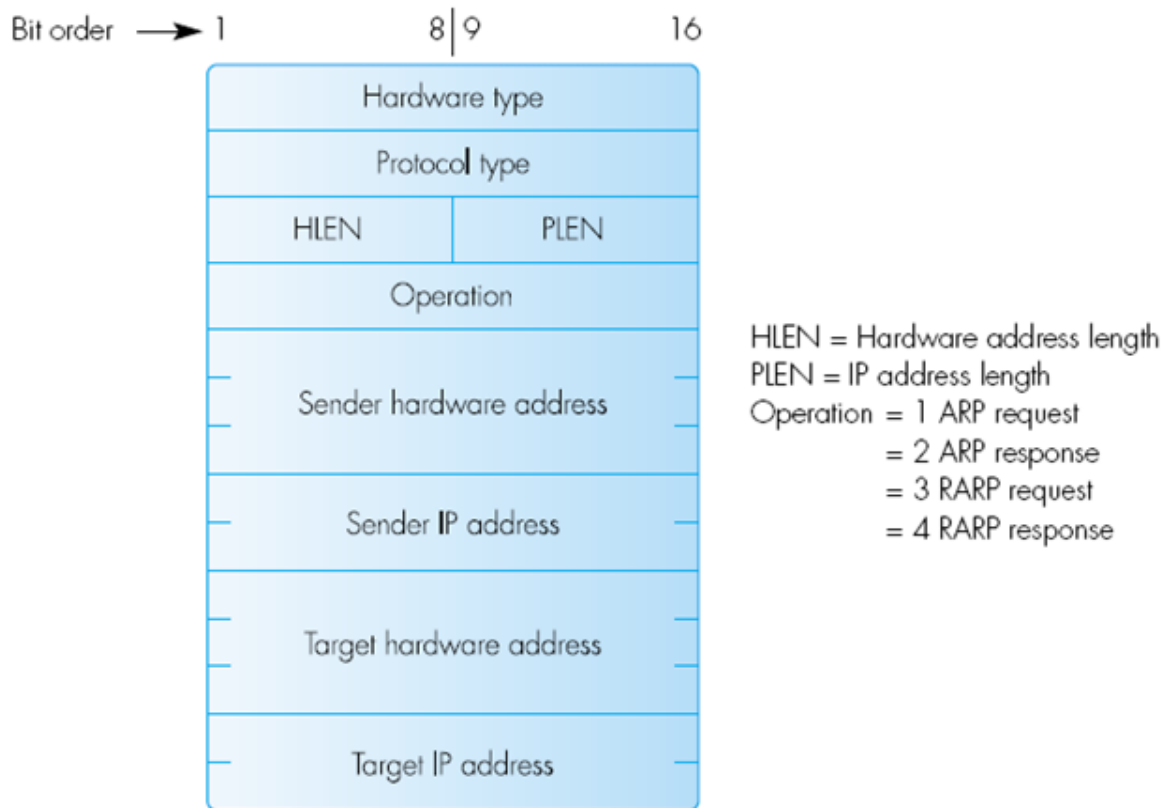 Bit order 1 8 9 16
Hardware type
Protocol type
HLEN PLEN
Operation
Sender hardware address
Sender IP address
Target hardware address
Target IP address
HLEN = Hardware address length
PLEN = IP address length
Operation = 1 ARP request
= 2 ARP response
= 3 RARP request
= 4 RARP response